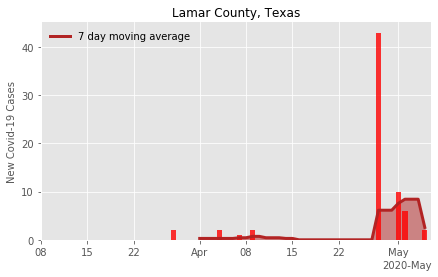 Lamar County, Texas
7 day moving average
New Covid-19 Cases
40
30
20
10
0
08 15 22 Apr 08 15 22 May
2020-May